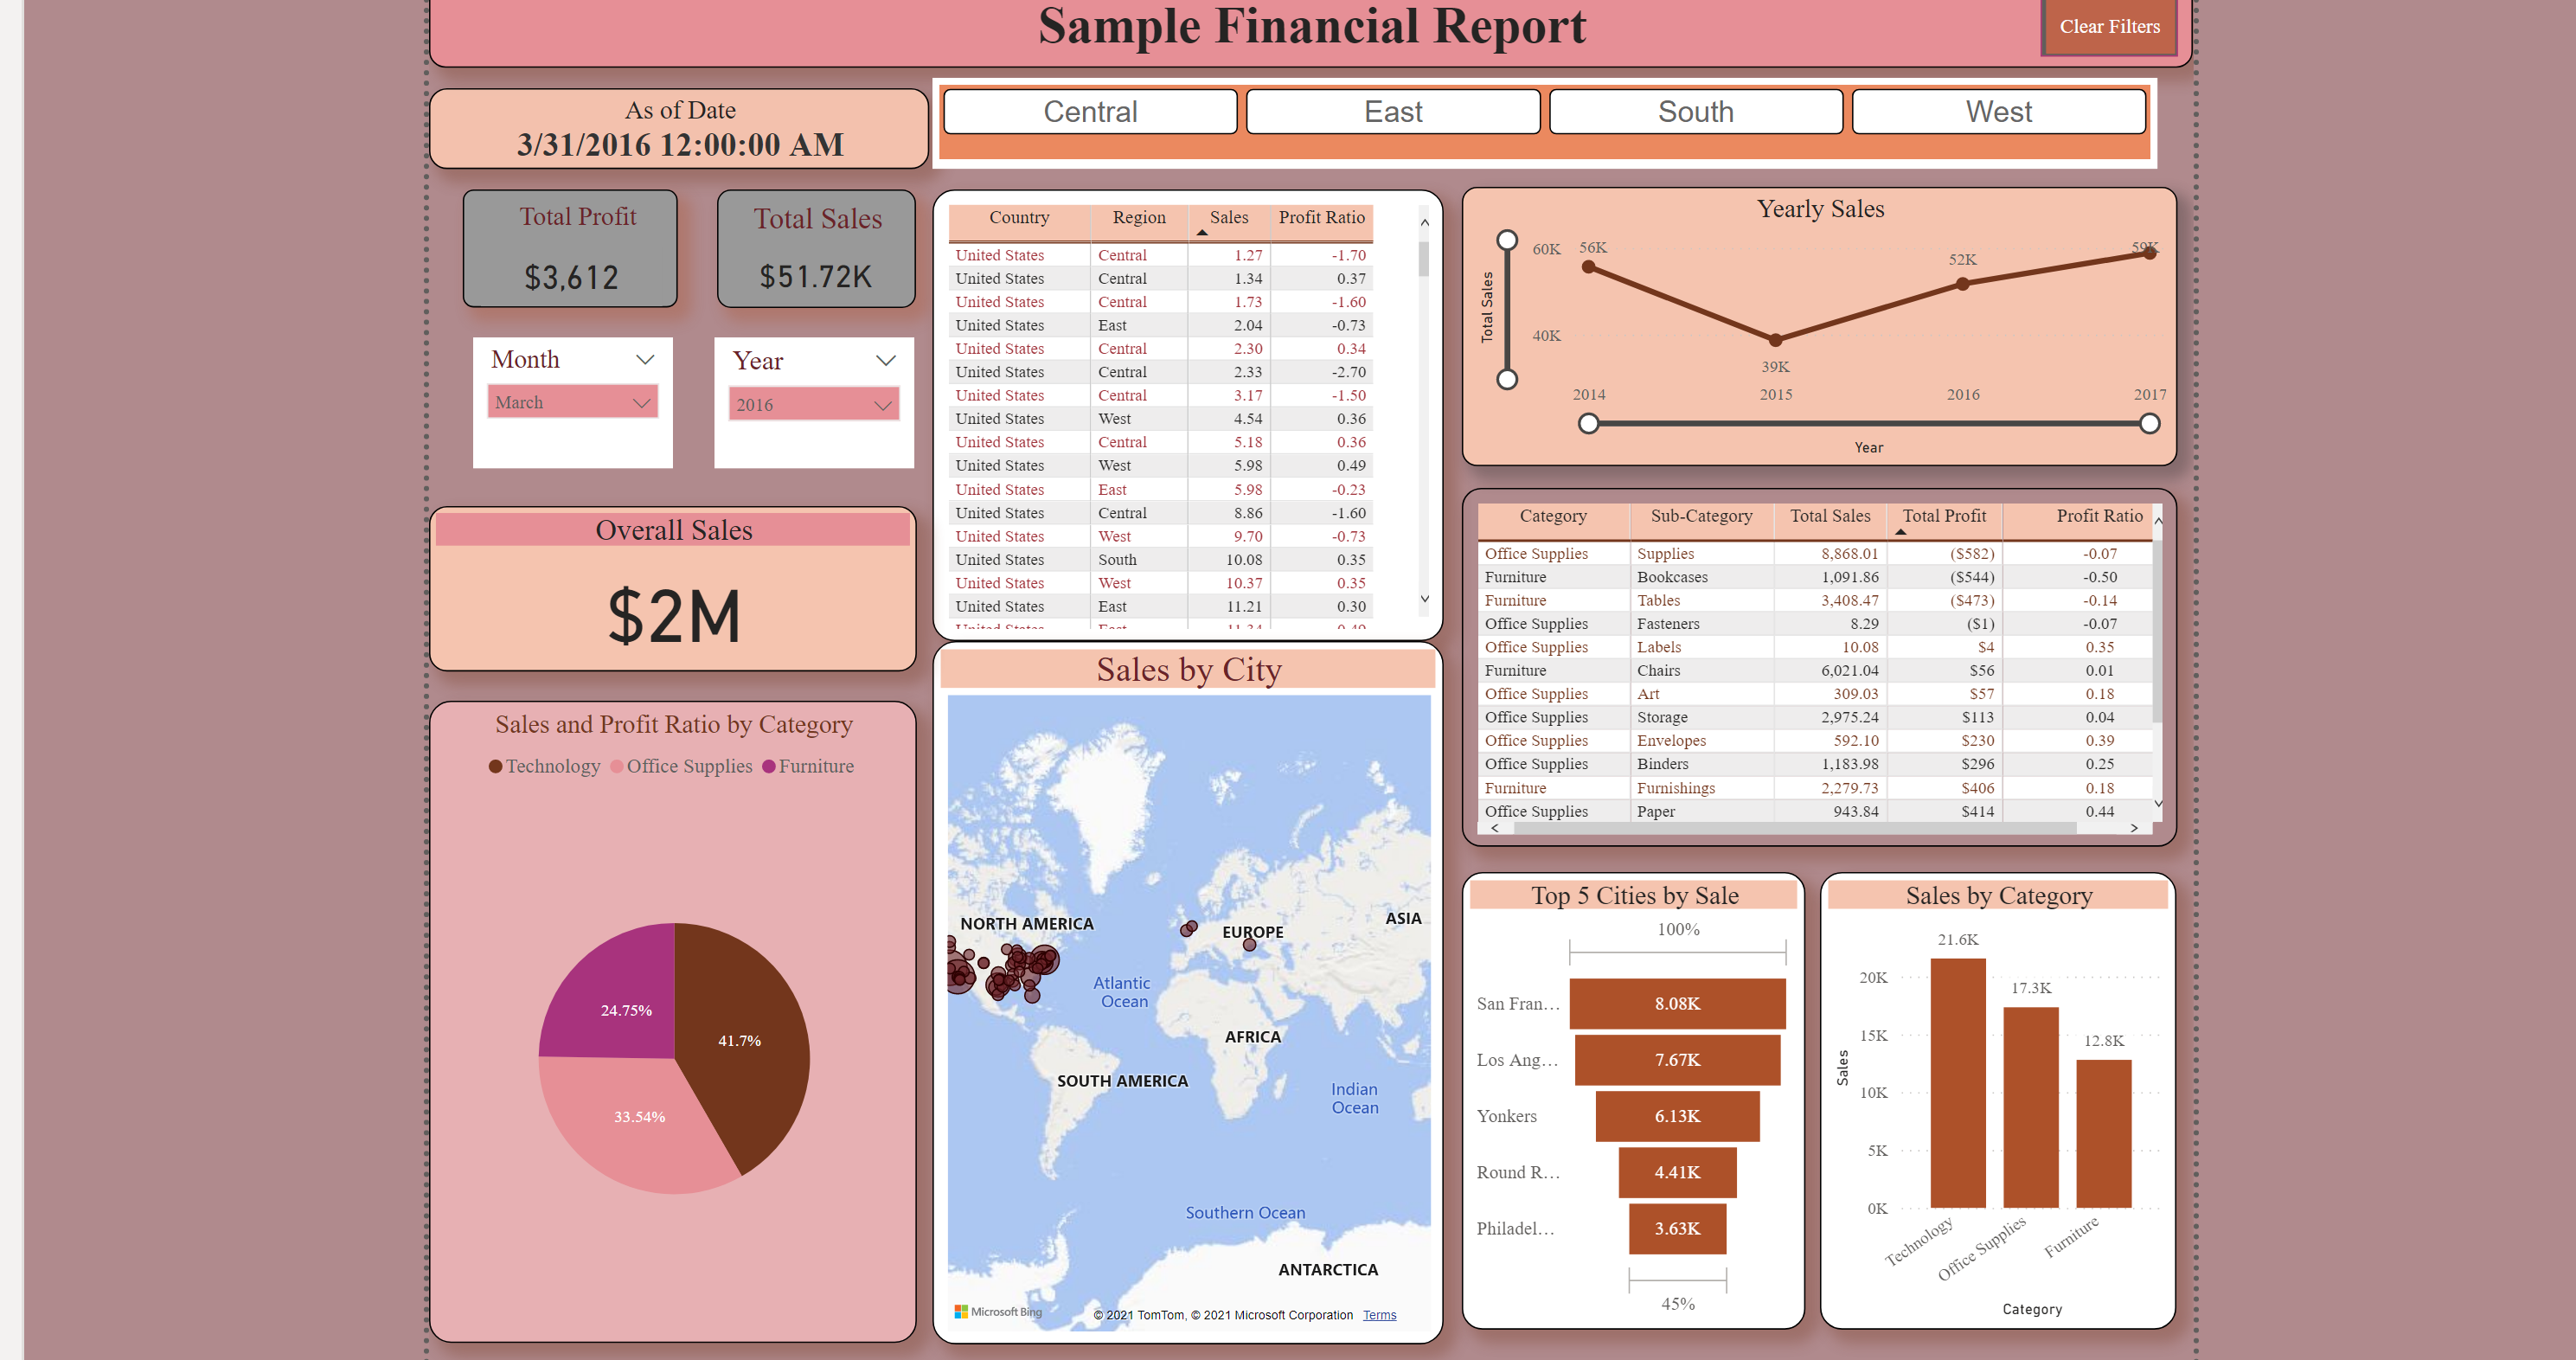 Sample Financial Report
Clear Filters
As of Date
3/31/2016 12:00:00 AM
Central East South West
Total Profit
$3,612
Total Sales
$51.72K
Month
March
Year
2016
Overall Sales
$2M
Sales and Profit Ratio by Category
Technology Office Supplies Furniture
24.75%
41.7%
33.54%
Country Region Sales Profit Ratio
United States Central 1.27 -1.70
United States Central 1.34 0.37
United States Central 1.73 -1.60
United States East 2.04 -0.73
United States Central 2.30 0.34
United States Central 2.33 -2.70
United States Central 3.17 -1.50
United States West 4.54 0.36
United States Central 5.18 0.36
United States West 5.98 0.49
United States East 5.98 -0.23
United States Central 8.86 -1.60
United States West 9.70 -0.73
United States South 10.08 0.35
United States West 10.37 0.35
United States East 11.21 0.30
Sales by City
NORTH AMERICA
EUROPE
ASIA
Atlantic
Ocean
AFRICA
SOUTH AMERICA
Indian
Ocean
Southern Ocean
ANTARCTICA
Microsoft Bing
© 2021 TomTom, © 2021 Microsoft Corporation Terms
Yearly Sales
Total Sales
60K
40K
56K
39K
52K
59K
2014 2015 2016 2017
Year
Category Sub-Category Total Sales Total Profit Profit Ratio
Office Supplies Supplies 8,868.01 ($582) -0.07
Furniture Bookcases 1,091.86 ($544) -0.50
Furniture Tables 3,408.47 ($473) -0.14
Office Supplies Fasteners 8.29 ($1) -0.07
Office Supplies Labels 10.08 $4 0.35
Furniture Chairs 6,021.04 $56 0.01
Office Supplies Art 309.03 $57 0.18
Office Supplies Storage 2,975.24 $113 0.04
Office Supplies Envelopes 592.10 $230 0.39
Office Supplies Binders 1,183.98 $296 0.25
Furniture Furnishings 2,279.73 $406 0.18
Office Supplies Paper 943.84 $414 0.44
Top 5 Cities by Sale
100%
San Fran... 8.08K
Los Ang... 7.67K
Yonkers 6.13K
Round R... 4.41K
Philadel... 3.63K
45%
Sales by Category
Sales
20K
15K
10K
5K
0K
21.6K
17.3K
12.8K
Technology
Office Supplies
Furniture
Category